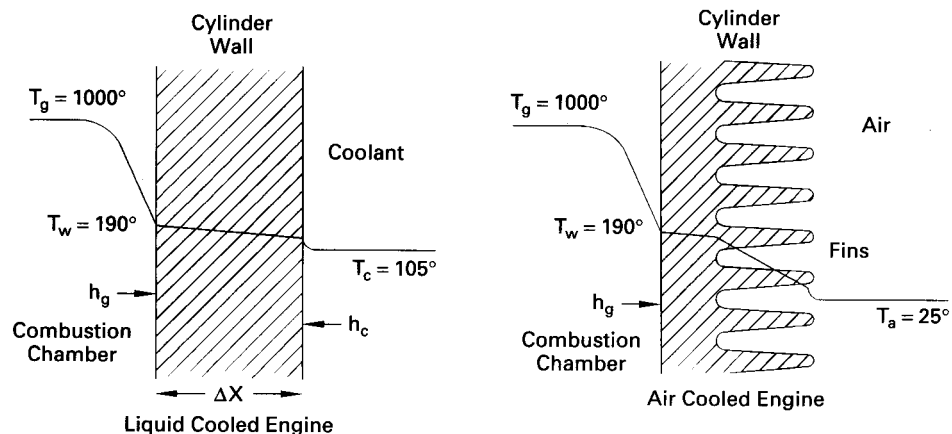 Cylinder
Wall
T_g = 1000°
Coolant
T_w = 190°
T_c = 105°
h_g
h_c
Combustion
Chamber
ΔX
Liquid Cooled Engine
Cylinder
Wall
T_g = 1000°
Air
T_w = 190°
Fins
h_g
T_a = 25°
Combustion
Chamber
Air Cooled Engine